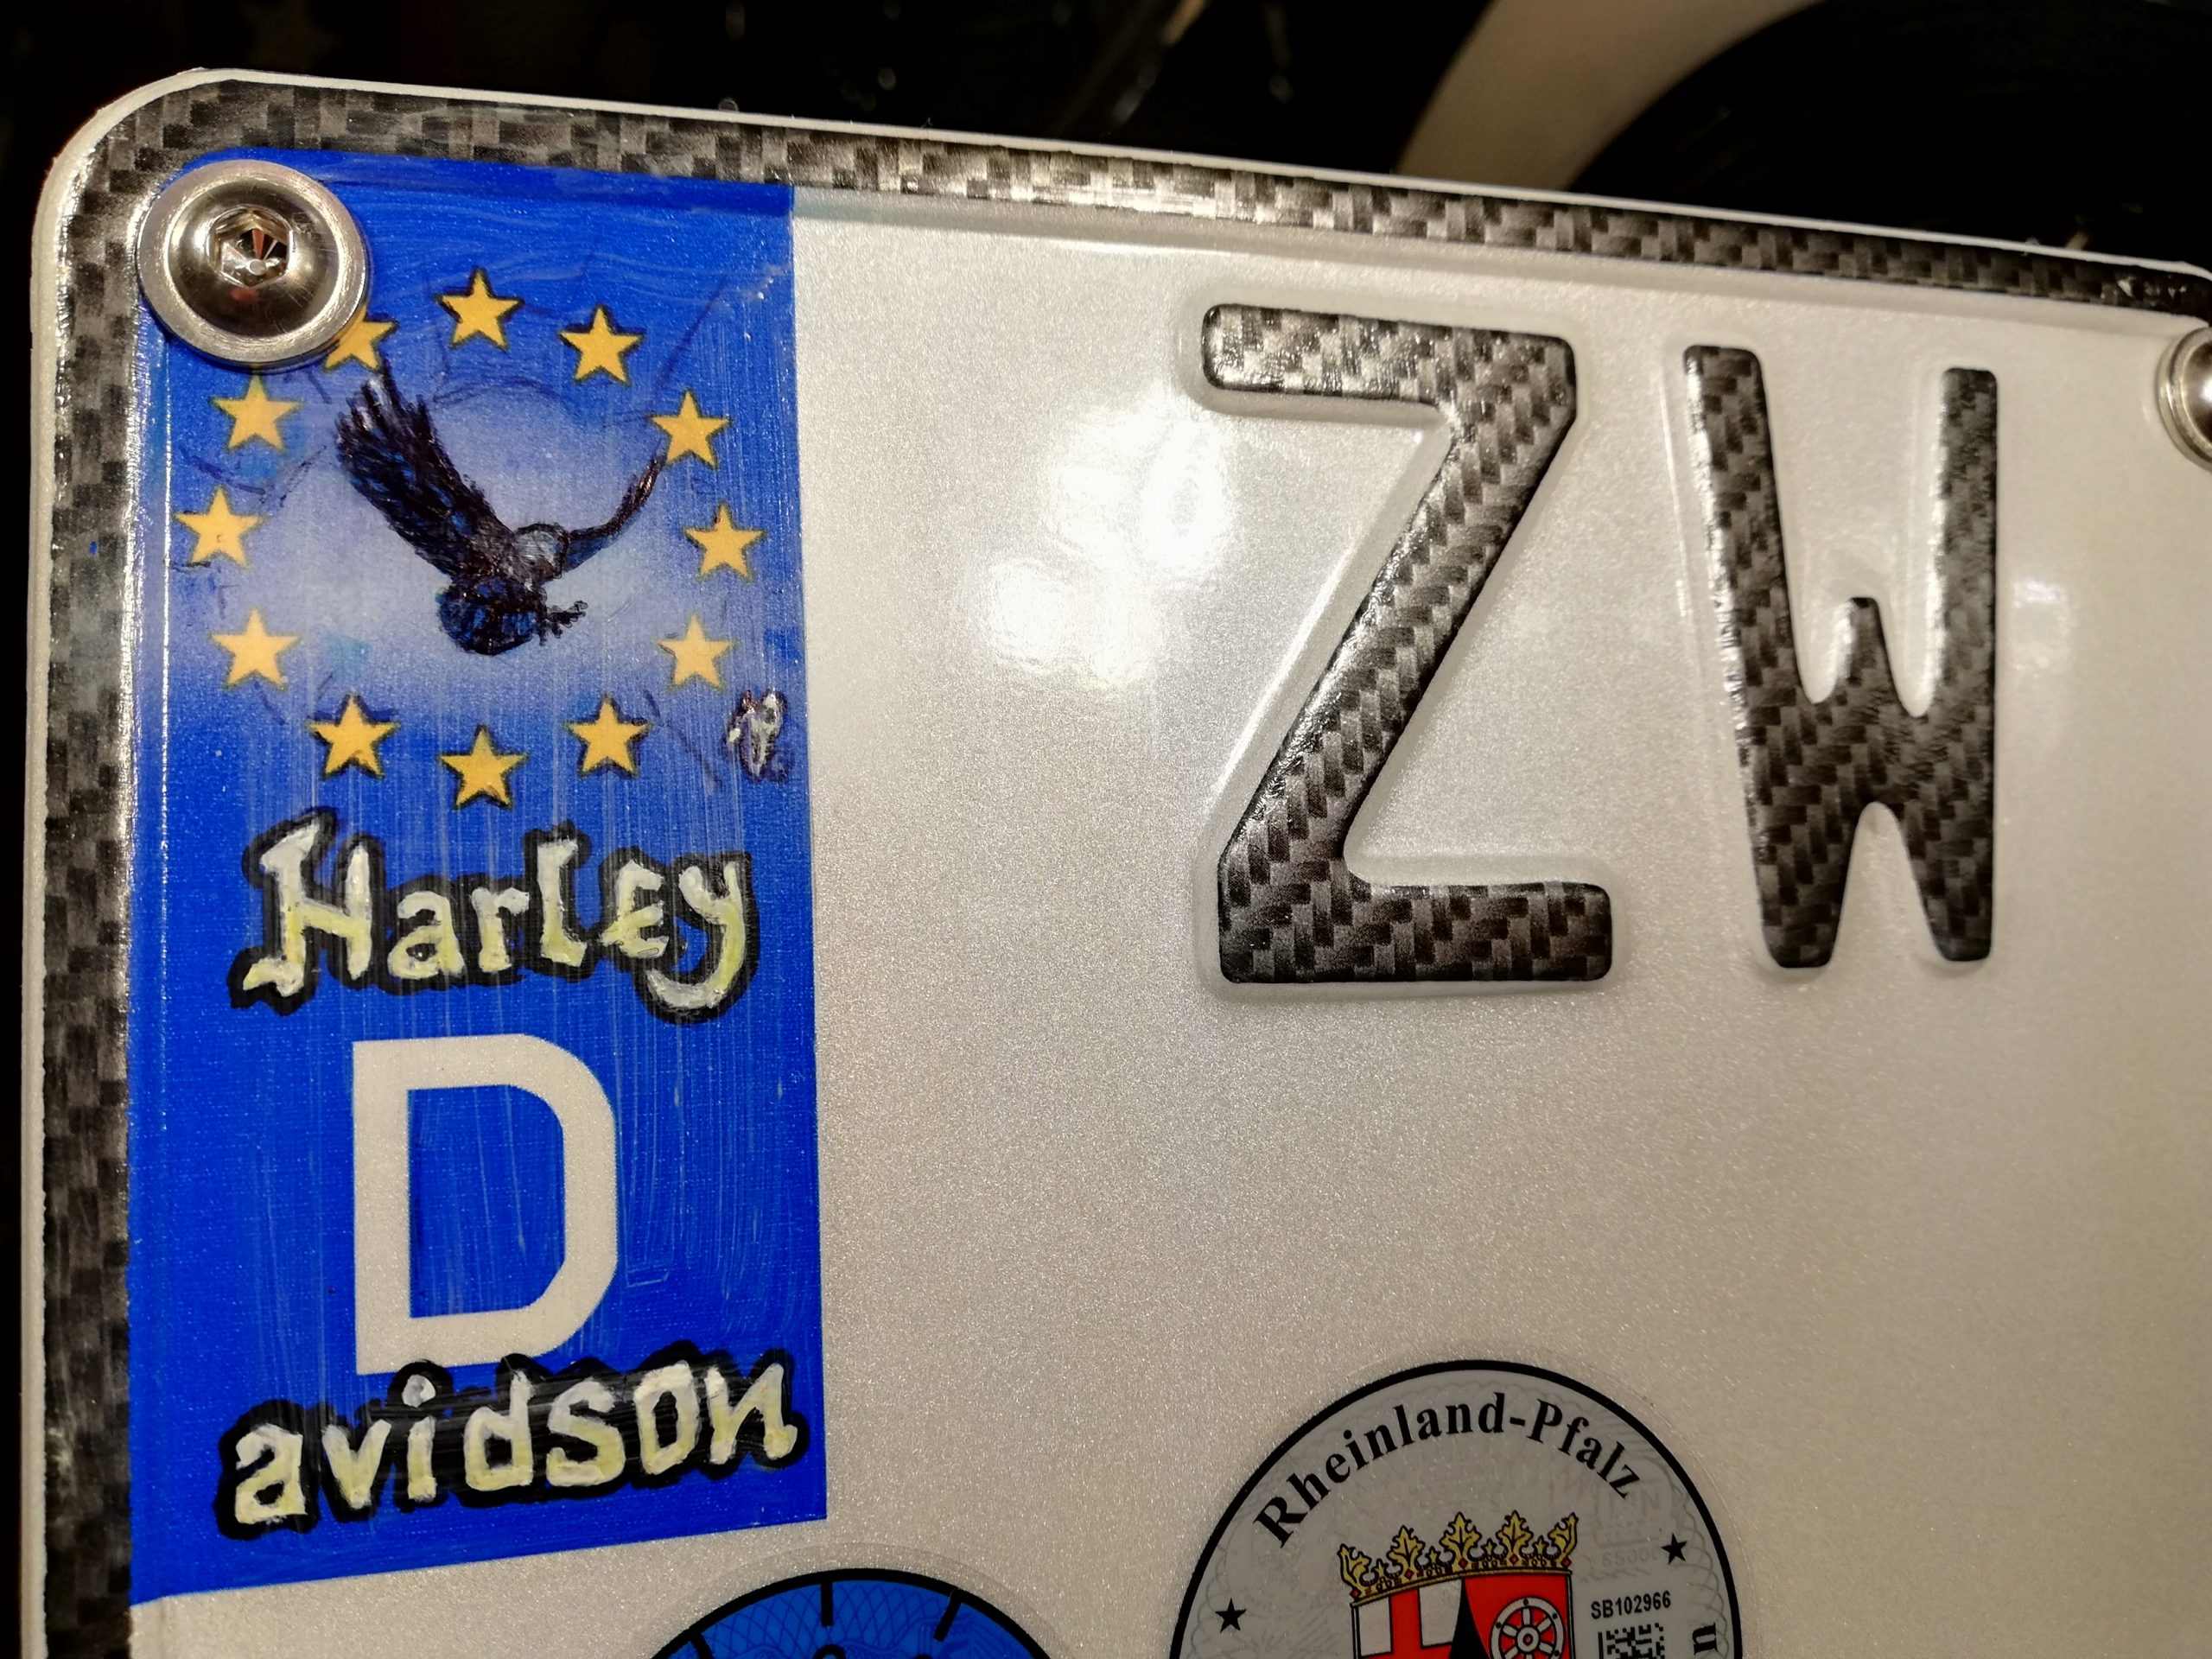 Harley
D
avidson
ZW
Rheinland-Pfalz
SB102966